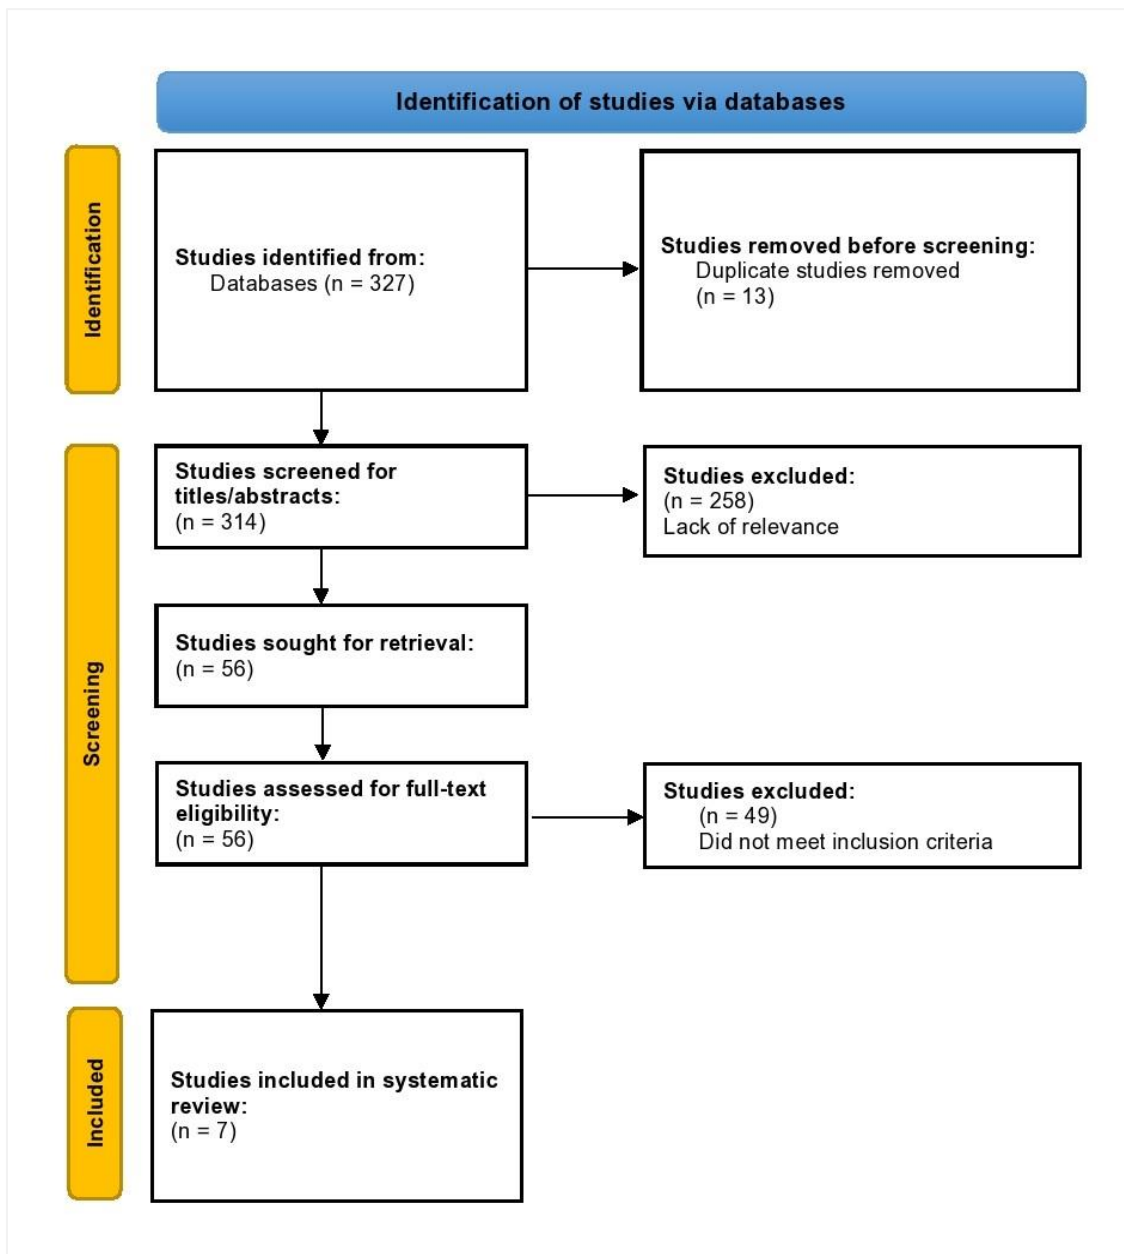 Identification of studies via databases
Identification
Studies identified from:
Databases (n = 327)
Studies removed before screening:
Duplicate studies removed
(n = 13)
Screening
Studies screened for
titles/abstracts:
(n = 314)
Studies excluded:
(n = 258)
Lack of relevance
Studies sought for retrieval:
(n = 56)
Studies assessed for full-text
eligibility:
(n = 56)
Studies excluded:
(n = 49)
Did not meet inclusion criteria
Included
Studies included in systematic
review:
(n = 7)